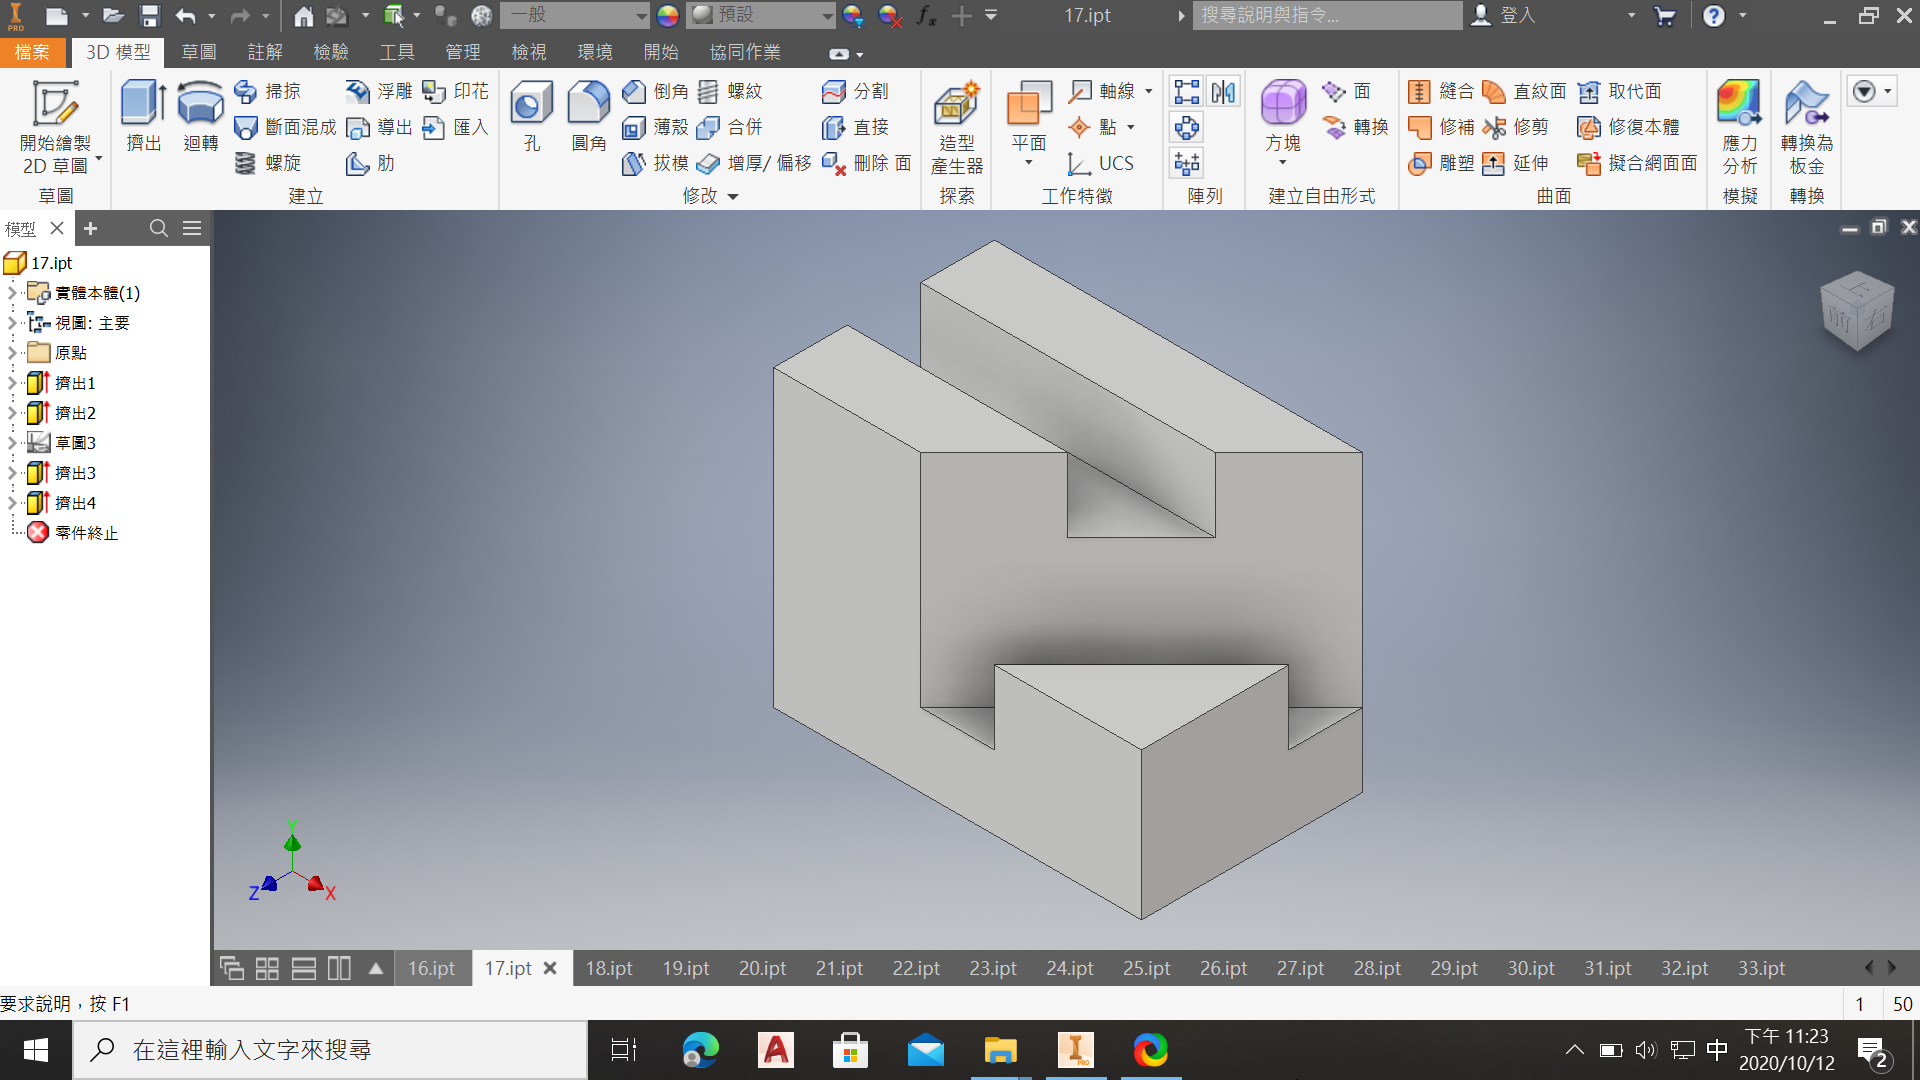 PRO
一般
預設
fx
17.ipt
搜尋說明與指令...
登入
檔案
3D 模型
草圖
註解
檢驗
工具
管理
檢視
環境
開始
協同作業
開始繪製
2D 草圖
草圖
擠出
迴轉
掃掠
斷面混成
螺旋
浮雕
導出
肋
印花
匯入
建立
孔
圓角
倒角
薄殼
拔模
螺紋
合併
增厚/ 偏移
分割
直接
刪除 面
修改
造型
產生器
探索
平面
軸線
點
UCS
工作特徵
陣列
方塊
面
轉換
建立自由形式
縫合
修補
雕塑
直紋面
修剪
延伸
取代面
修復本體
擬合網面面
曲面
應力
分析
模擬
轉換為
板金
轉換
模型
17.ipt
實體本體(1)
視圖: 主要
原點
擠出1
擠出2
草圖3
擠出3
擠出4
零件終止
上
前
右
Y
Z
X
16.ipt
17.ipt
18.ipt
19.ipt
20.ipt
21.ipt
22.ipt
23.ipt
24.ipt
25.ipt
26.ipt
27.ipt
28.ipt
29.ipt
30.ipt
31.ipt
32.ipt
33.ipt
要求說明，按 F1
1
50
在這裡輸入文字來搜尋
PRO
中
下午 11:23
2020/10/12
2